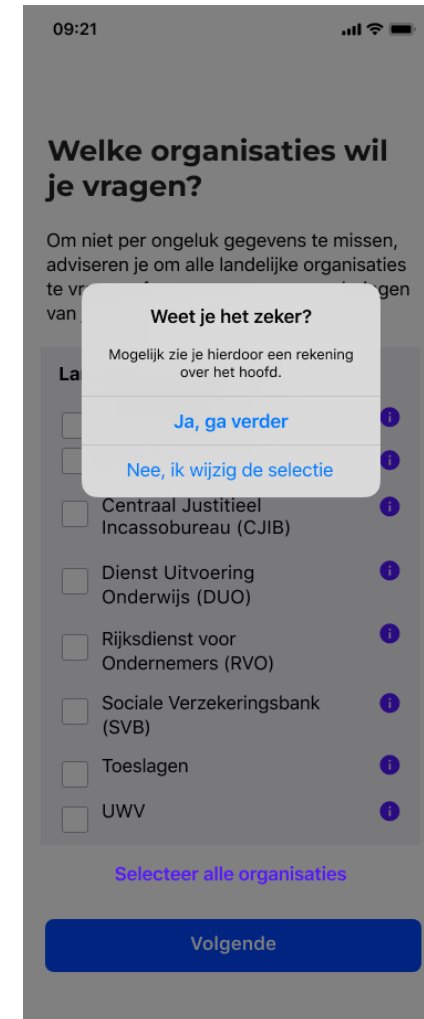 09:21
Welke organisaties wil
je vragen?
Om niet per ongeluk gegevens te missen,
adviseren je om alle landelijke organisaties
van
Weet je het zeker?
Mogelijk zie je hierdoor een rekening
over het hoofd.
Ja, ga verder
Nee, ik wijzig de selectie
Centraal Justitieel
Incassobureau (CJIB)
Dienst Uitvoering
Onderwijs (DUO)
Rijksdienst voor
Ondernemers (RVO)
Sociale Verzekeringsbank
(SVB)
Toeslagen
UWV
Selecteer alle organisaties
Volgende